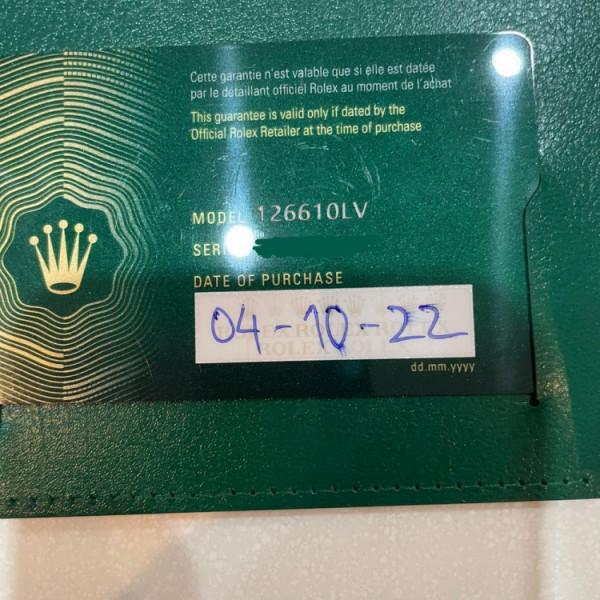 Cette garantie n'est valable que si elle est datée
par le détaillant officiel Rolex au moment de l'achat
This guarantee is valid only if dated by the
Official Rolex Retailer at the time of purchase
MODEL 126610LV
DATE OF PURCHASE
04-10-22
dd.mm.yyyy